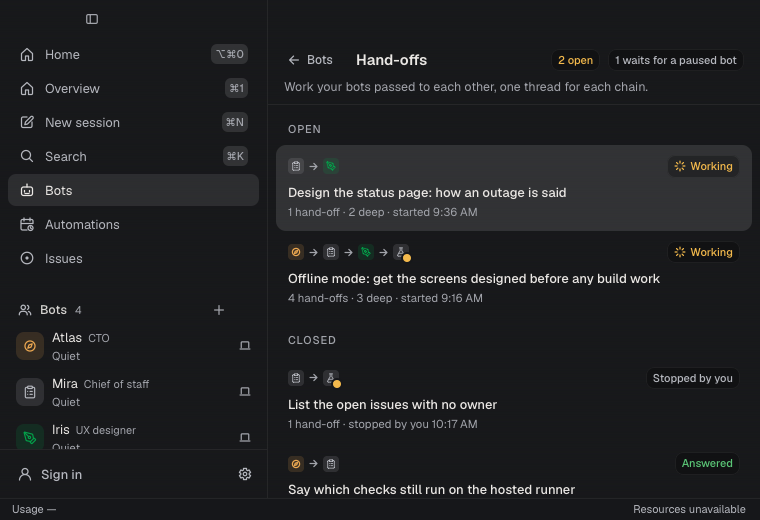 Home ⌥⌘0
Overview ⌘1
New session ⌘N
Search ⌘K
Bots
Automations
Issues
Bots 4
Atlas CTO
Quiet
Mira Chief of staff
Quiet
Iris UX designer
Quiet
Sign in
Bots Hand-offs 2 open 1 waits for a paused bot
Work your bots passed to each other, one thread for each chain.
OPEN
Working
Design the status page: how an outage is said
1 hand-off · 2 deep · started 9:36 AM
Working
Offline mode: get the screens designed before any build work
4 hand-offs · 3 deep · started 9:16 AM
CLOSED
Stopped by you
List the open issues with no owner
1 hand-off · stopped by you 10:17 AM
Answered
Say which checks still run on the hosted runner
Usage — Resources unavailable